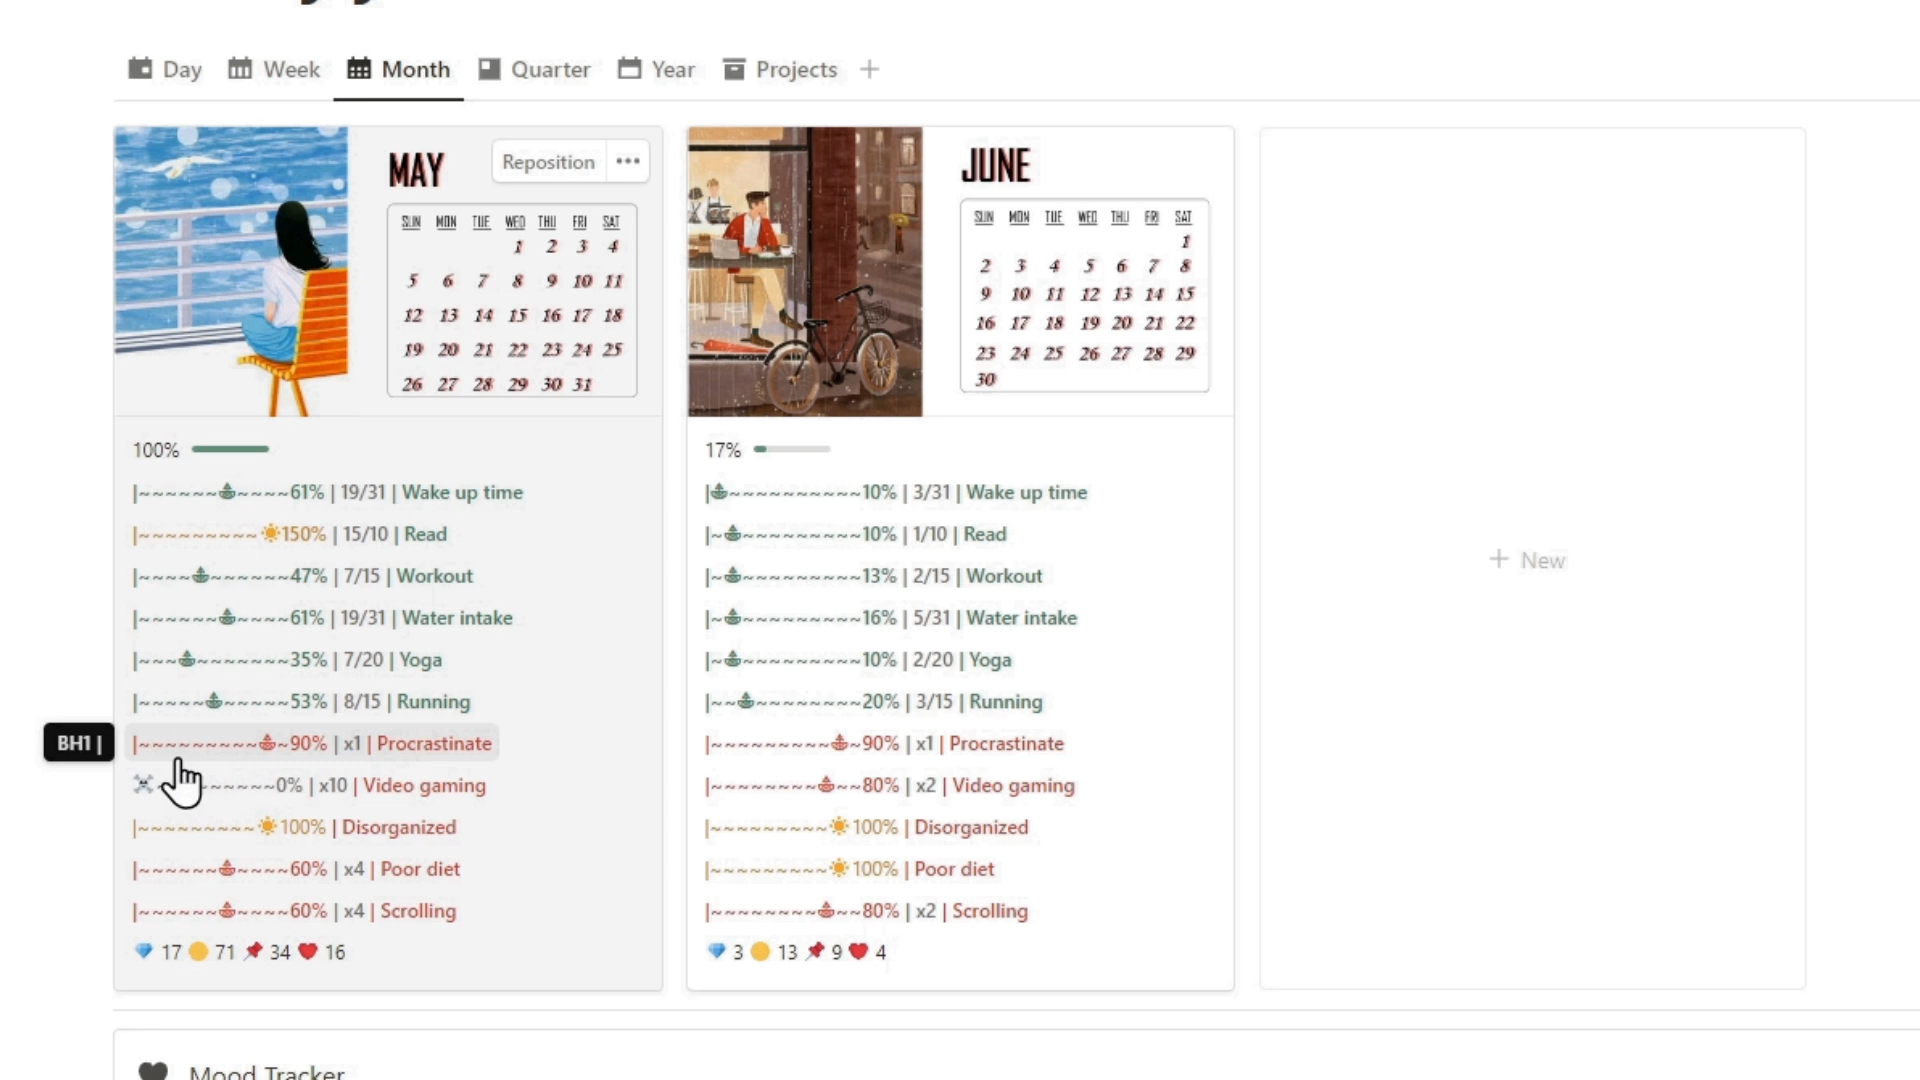 Day Week Month Quarter Year Projects +
MAY
Reposition •••
SUN MON TUE WED THU FRI SAT
1 2 3 4
5 6 7 8 9 10 11
12 13 14 15 16 17 18
19 20 21 22 23 24 25
26 27 28 29 30 31
100%
|~~~~~~⛵~~~~61% | 19/31 | Wake up time
|~~~~~~~~~☀️150% | 15/10 | Read
|~~~~⛵~~~~~~47% | 7/15 | Workout
|~~~~~~⛵~~~~61% | 19/31 | Water intake
|~~~⛵~~~~~~~35% | 7/20 | Yoga
|~~~~~⛵~~~~~53% | 8/15 | Running
BH1 |
|~~~~~~~~~⛵~90% | x1 | Procrastinate
☠~~~~~~0% | x10 | Video gaming
|~~~~~~~~~☀️100% | Disorganized
|~~~~~~⛵~~~~60% | x4 | Poor diet
|~~~~~~⛵~~~~60% | x4 | Scrolling
💎 17 🟡 71 📌 34 ❤️ 16
JUNE
SUN MON TUE WED THU FRI SAT
1
2 3 4 5 6 7 8
9 10 11 12 13 14 15
16 17 18 19 20 21 22
23 24 25 26 27 28 29
30
17%
|⛵~~~~~~~~~~10% | 3/31 | Wake up time
|~⛵~~~~~~~~~10% | 1/10 | Read
|~⛵~~~~~~~~~13% | 2/15 | Workout
|~⛵~~~~~~~~~16% | 5/31 | Water intake
|~⛵~~~~~~~~~10% | 2/20 | Yoga
|~~⛵~~~~~~~~20% | 3/15 | Running
|~~~~~~~~~⛵~90% | x1 | Procrastinate
|~~~~~~~~⛵~~80% | x2 | Video gaming
|~~~~~~~~~☀️100% | Disorganized
|~~~~~~~~~☀️100% | Poor diet
|~~~~~~~~⛵~~80% | x2 | Scrolling
💎 3 🟡 13 📌 9 ❤️ 4
+ New
Mood Tracker